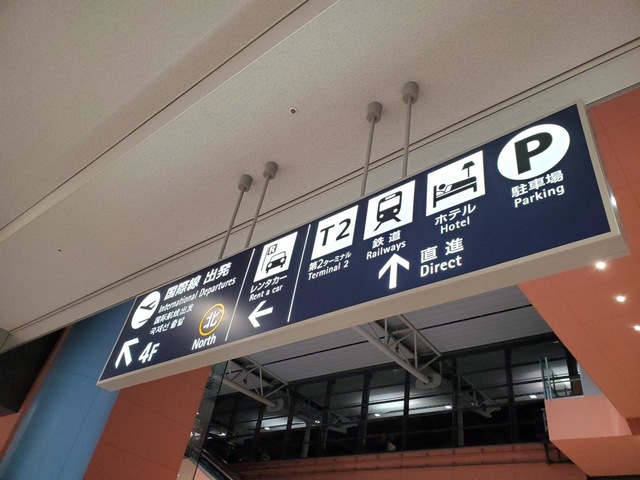 国際線 出発
International Departures
国际航线出发
국제선 출발
4F
北
North
レンタカー
Rent a car
T2
第2ターミナル
Terminal 2
鉄道
Railways
ホテル
Hotel
P
駐車場
Parking
直進
Direct